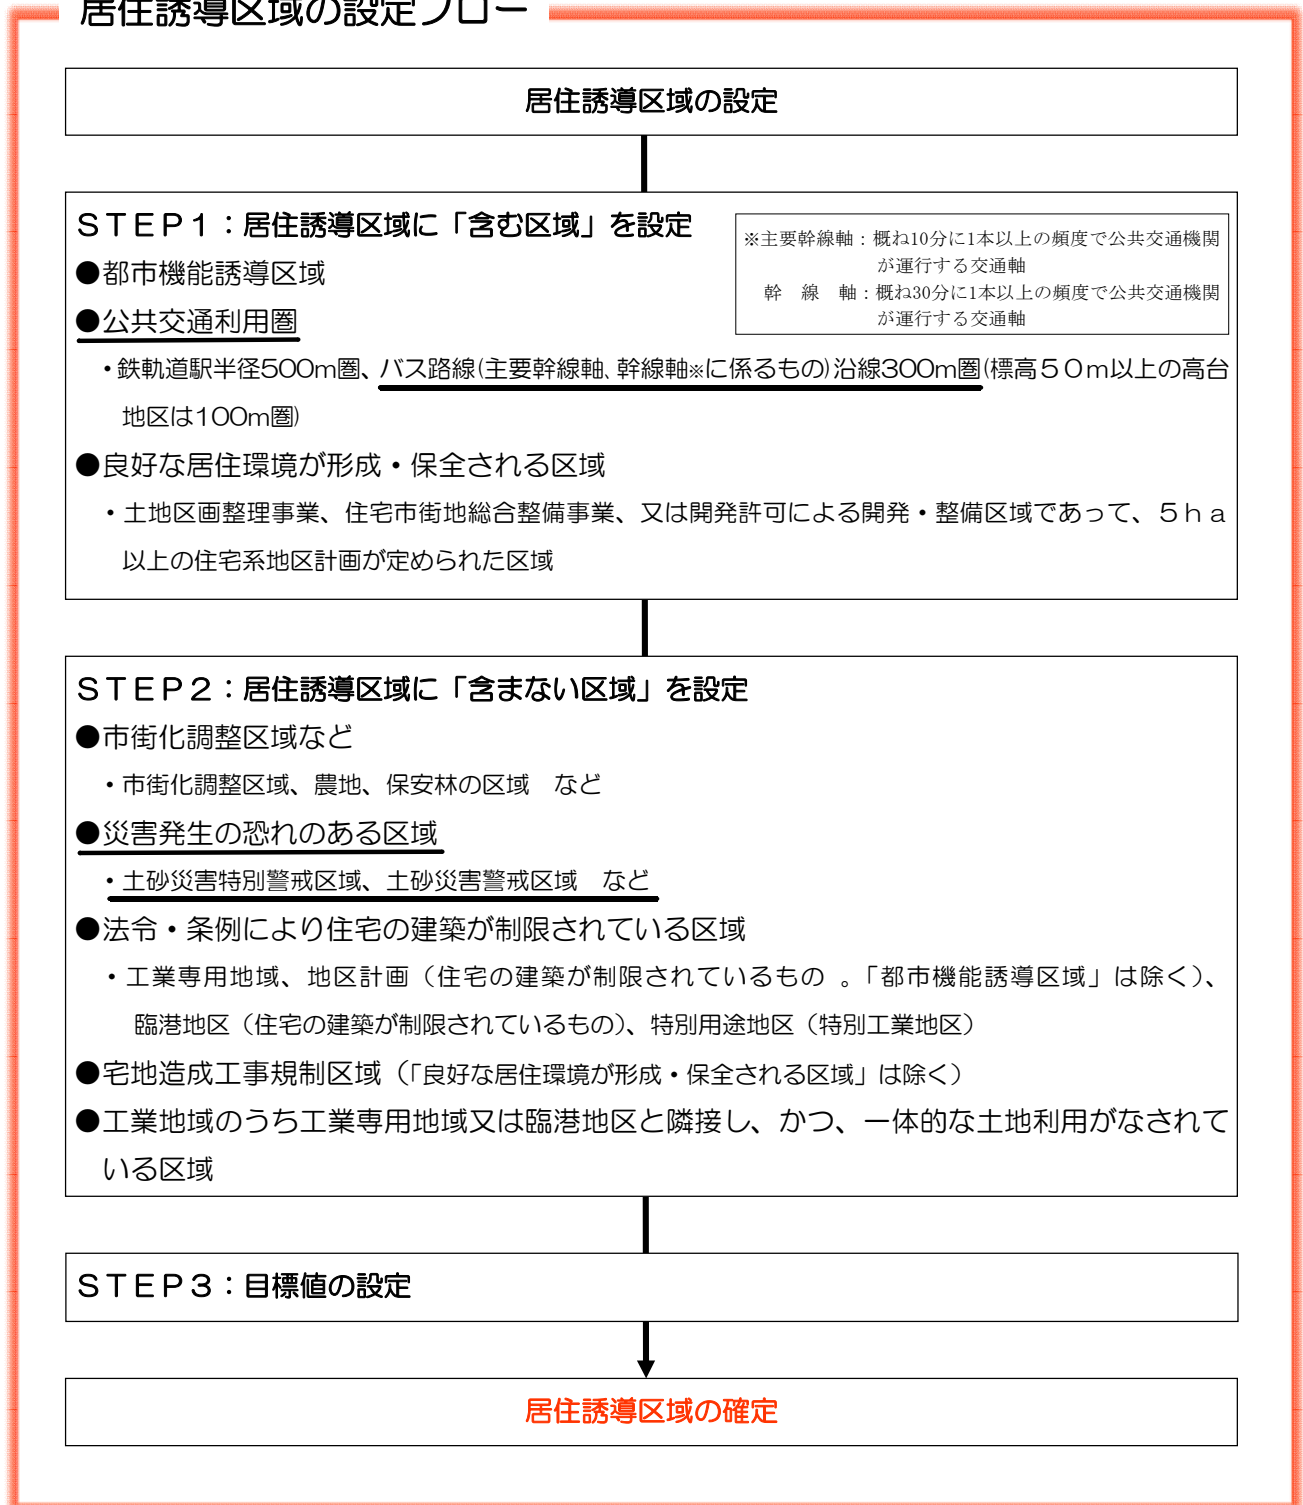 居住誘導区域の設定フロー
居住誘導区域の設定
ＳＴＥＰ１：居住誘導区域に「含む区域」を設定
※主要幹線軸：概ね10分に1本以上の頻度で公共交通機関
が運行する交通軸
幹　線　軸：概ね30分に1本以上の頻度で公共交通機関
が運行する交通軸
●都市機能誘導区域
●公共交通利用圏
・鉄軌道駅半径500m圏、バス路線(主要幹線軸、幹線軸※に係るもの)沿線300m圏(標高５０ｍ以上の高台
地区は100m圏)
●良好な居住環境が形成・保全される区域
・土地区画整理事業、住宅市街地総合整備事業、又は開発許可による開発・整備区域であって、５ｈａ
以上の住宅系地区計画が定められた区域
ＳＴＥＰ２：居住誘導区域に「含まない区域」を設定
●市街化調整区域など
・市街化調整区域、農地、保安林の区域　など
●災害発生の恐れのある区域
・土砂災害特別警戒区域、土砂災害警戒区域　など
●法令・条例により住宅の建築が制限されている区域
・工業専用地域、地区計画（住宅の建築が制限されているもの 。「都市機能誘導区域」は除く）、
臨港地区（住宅の建築が制限されているもの）、特別用途地区（特別工業地区）
●宅地造成工事規制区域（「良好な居住環境が形成・保全される区域」は除く）
●工業地域のうち工業専用地域又は臨港地区と隣接し、かつ、一体的な土地利用がなされて
いる区域
ＳＴＥＰ３：目標値の設定
居住誘導区域の確定